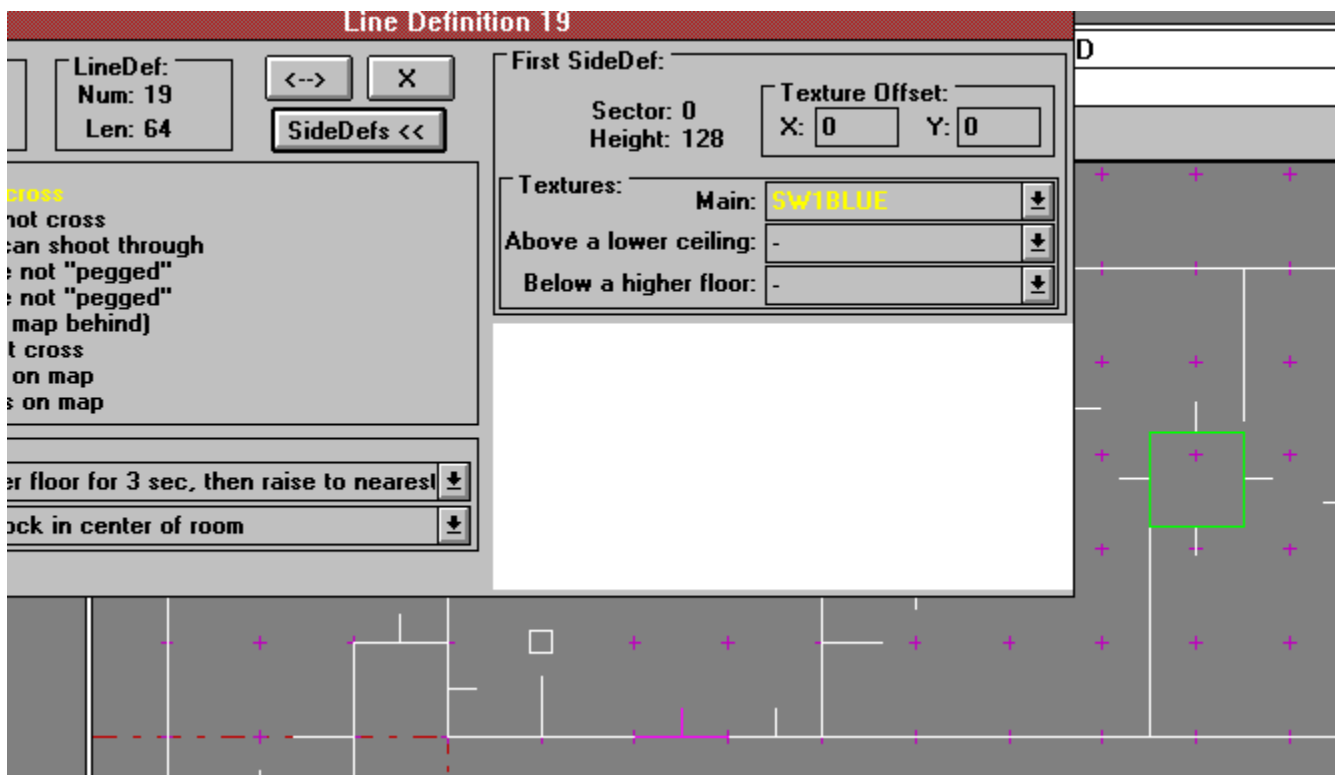 Line Definition 19
D
LineDef:
Num: 19
Len: 64
<-->
X
SideDefs <<
First SideDef:
Sector: 0
Height: 128
Texture Offset:
X: 0
Y: 0
Textures:
Main: SW1BLUE
Above a lower ceiling: -
Below a higher floor: -
cross
not cross
can shoot through
not "pegged"
not "pegged"
map behind)
cross
on map
on map
floor for 3 sec, then raise to nearest
in center of room